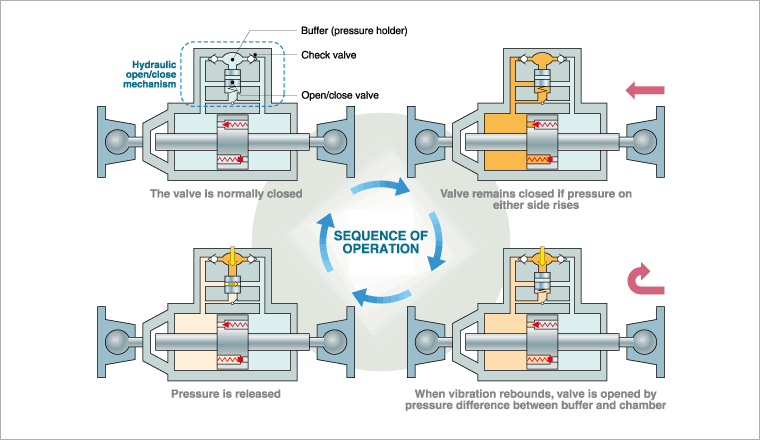 Buffer (pressure holder)
Check valve
Hydraulic
open/close
mechanism
Open/close valve
The valve is normally closed
Valve remains closed if pressure on
either side rises
SEQUENCE OF
OPERATION
Pressure is released
When vibration rebounds, valve is opened by
pressure difference between buffer and chamber